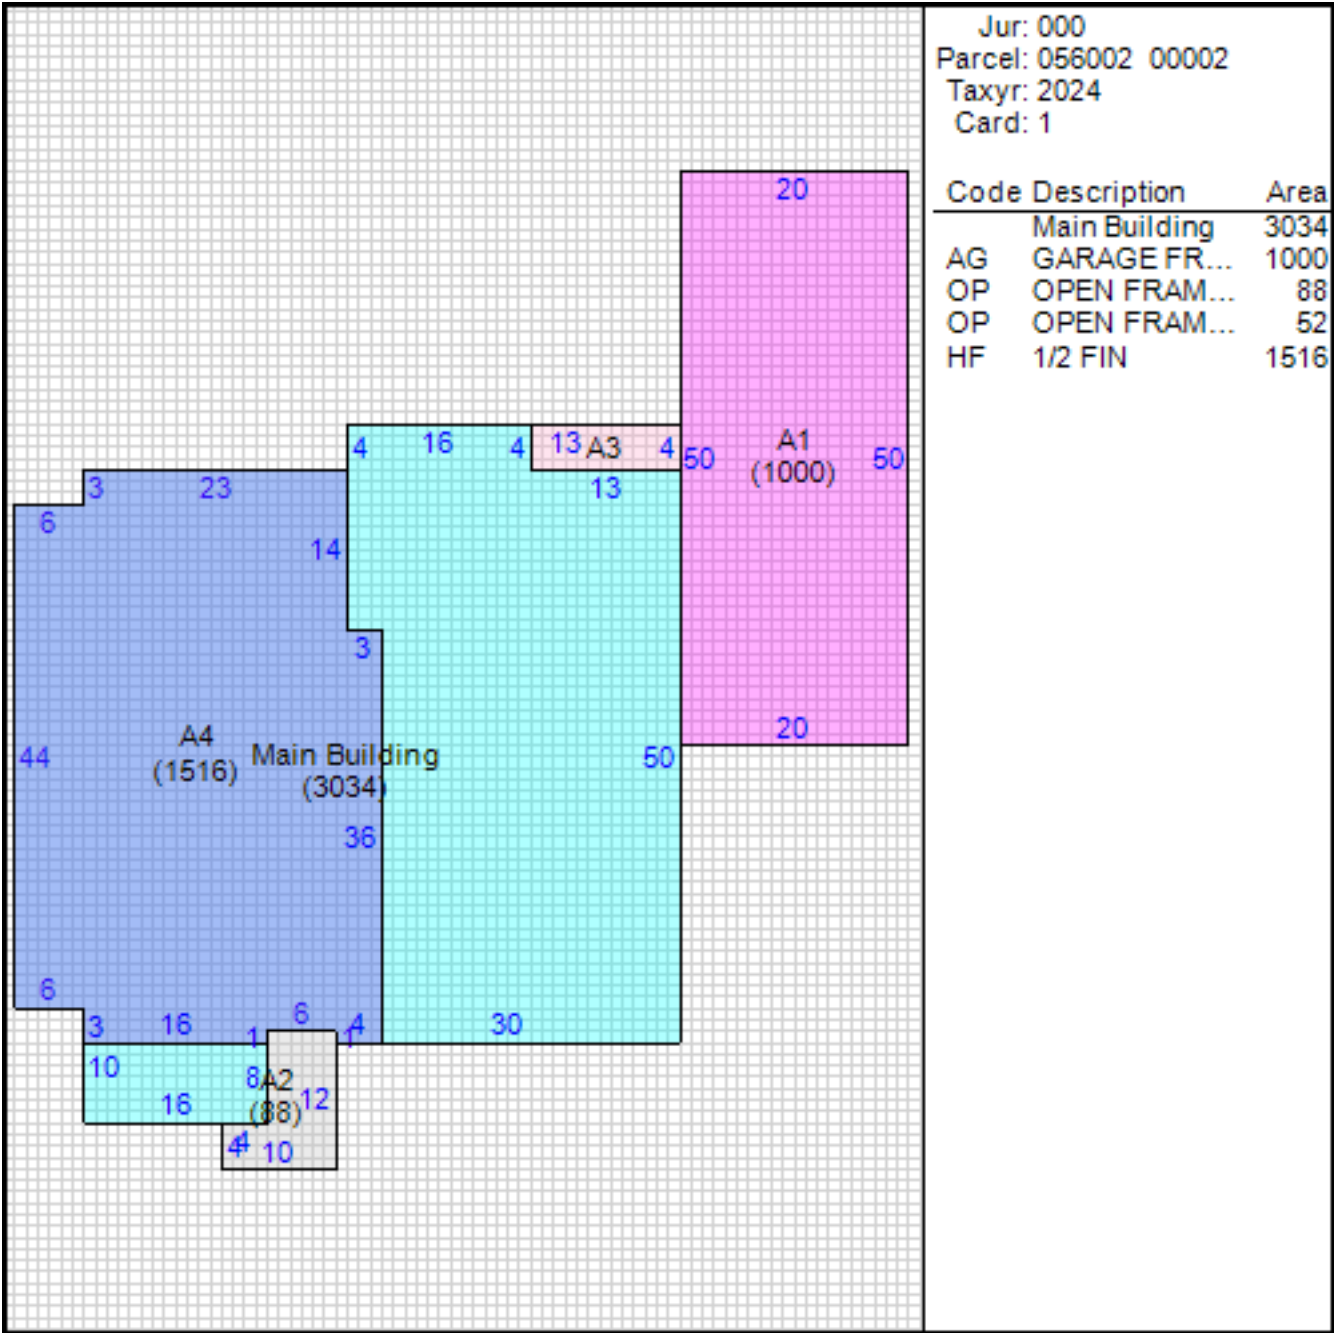 Jur: 000
Parcel: 056002 00002
Taxyr: 2024
Card: 1
Code Description Area
Main Building 3034
AG GARAGE FR... 1000
OP OPEN FRAM... 88
OP OPEN FRAM... 52
HF 1/2 FIN 1516
20
4 16 4 13 A3 4 50 A1 50
(1000)
3 23 13
6
14
3
20
A4
44 (1516) Main Building 50
(3034)
36
6
3 16 1 6 1 4 30
10 8 A2
16 (88) 12
4 4 10